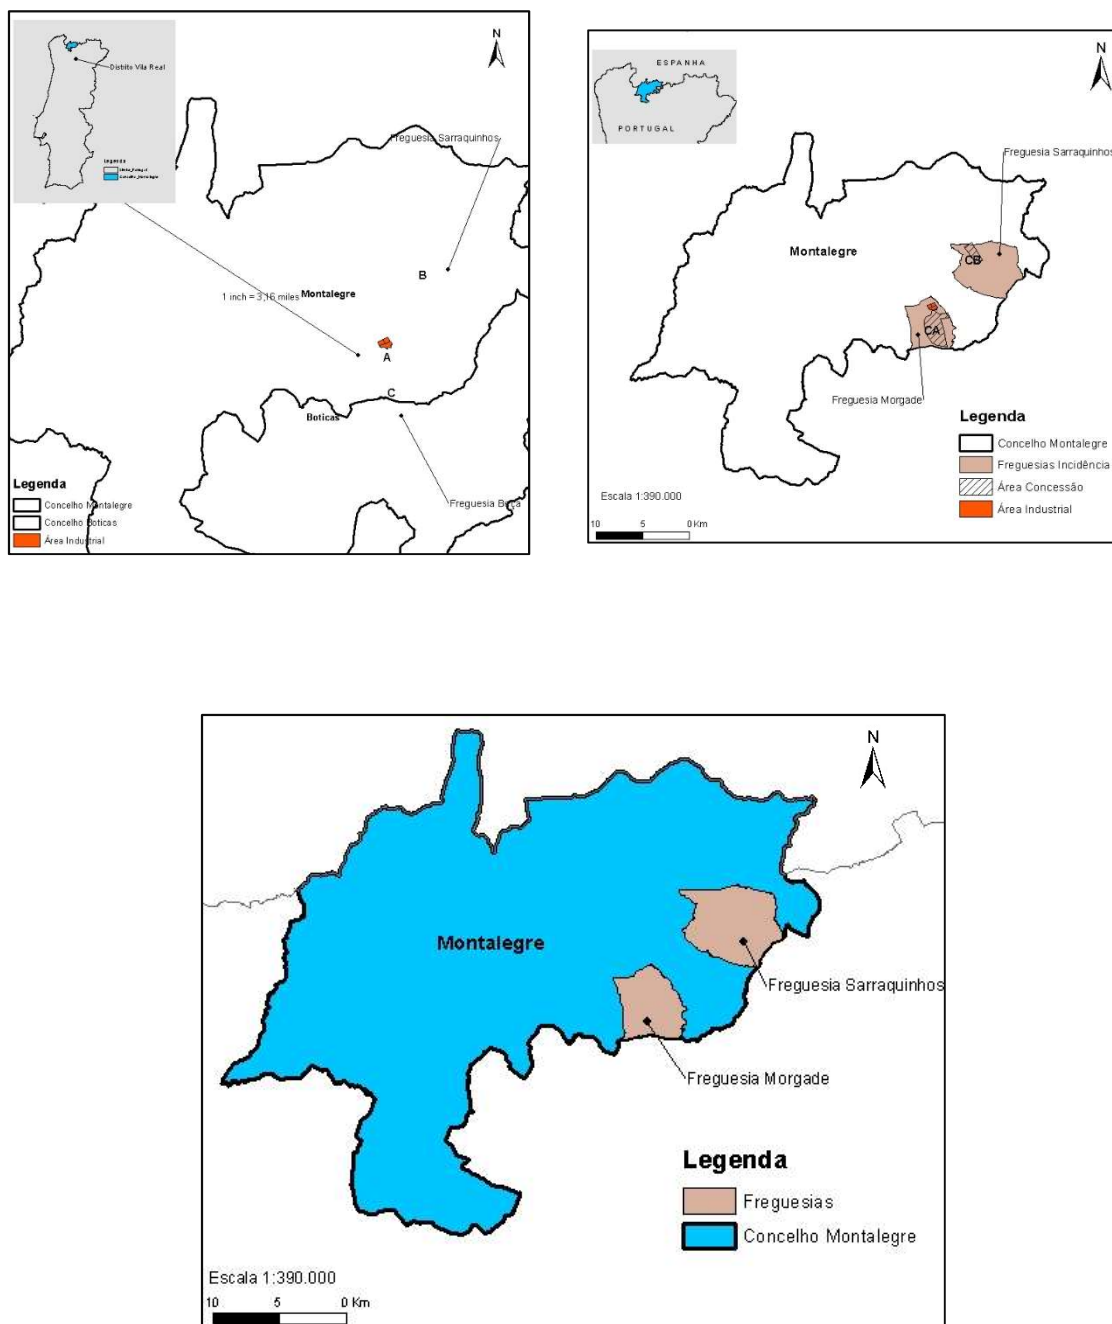 N
Distrito Vila Real
Legenda
Freguesia Sarraquinhos
B
1 inch = 3,16 miles
Montalegre
A
C
Boticas
Freguesia Beça
Legenda
Concelho Montalegre
Concelho Boticas
Área Industrial
N
ESPANHA
PORTUGAL
Freguesia Sarraquinhos
Montalegre
CB
CA
Freguesia Morgade
Legenda
Concelho Montalegre
Freguesias Incidência
Área Concessão
Área Industrial
Escala 1:390.000
10 5 0 Km
N
Montalegre
Freguesia Sarraquinhos
Freguesia Morgade
Legenda
Freguesias
Concelho Montalegre
Escala 1:390.000
10 5 0 Km